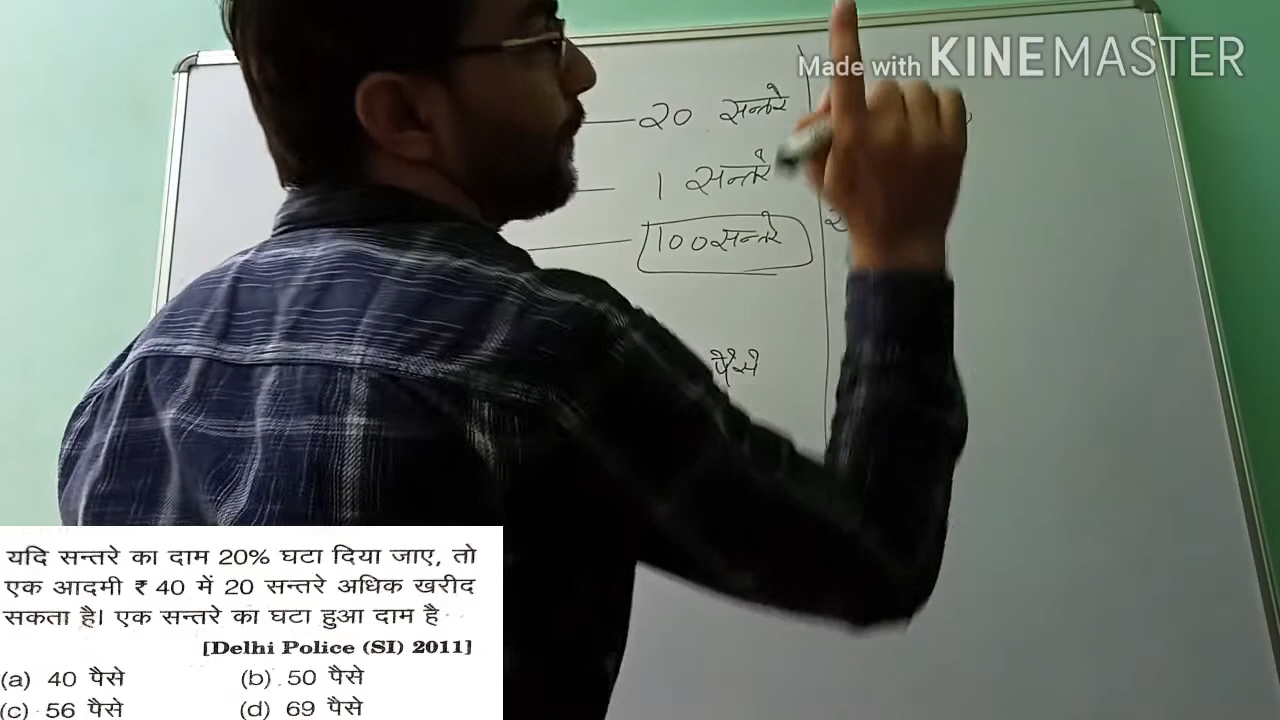 Made with KINEMASTER
20 सन्तरे
1 सन्तरे
100 सन्तरे
पैसे
यदि सन्तरे का दाम 20% घटा दिया जाए, तो
एक आदमी ₹ 40 में 20 सन्तरे अधिक खरीद
सकता है। एक सन्तरे का घटा हुआ दाम है
[Delhi Police (SI) 2011]
(a) 40 पैसे (b) 50 पैसे
(c) 56 पैसे (d) 69 पैसे